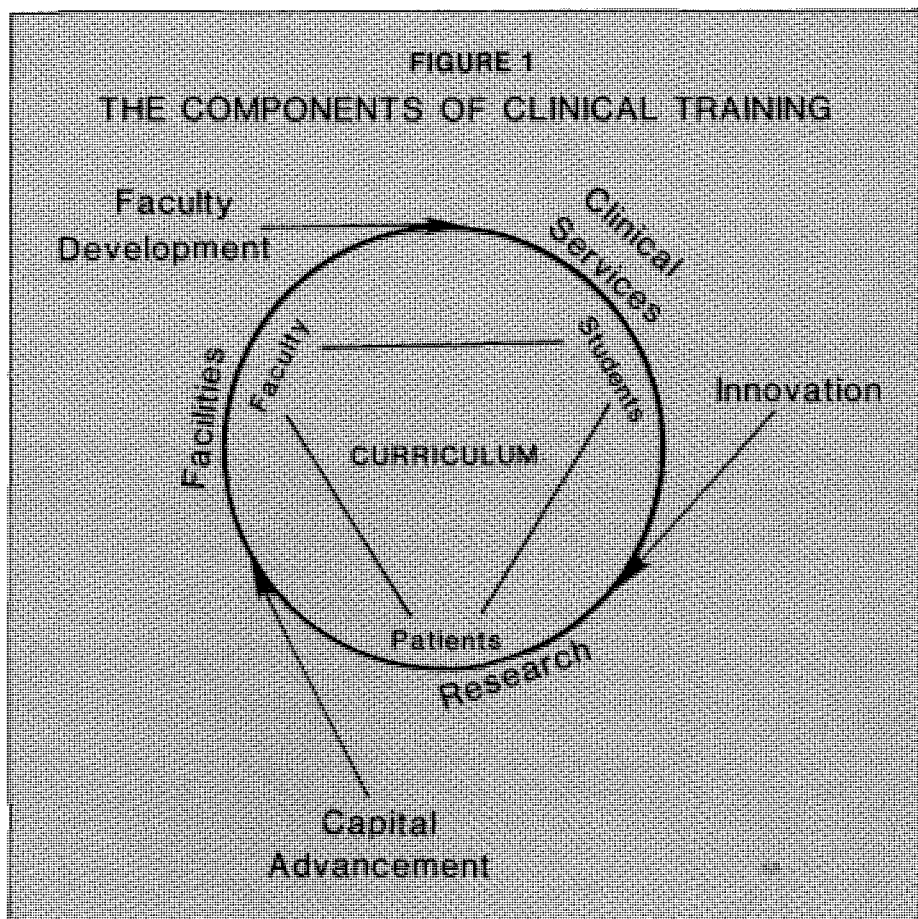 FIGURE 1
THE COMPONENTS OF CLINICAL TRAINING
Faculty
Development
Clinical
Services
Faculty
Students
Facilities
Innovation
CURRICULUM
Patients
Research
Capital
Advancement